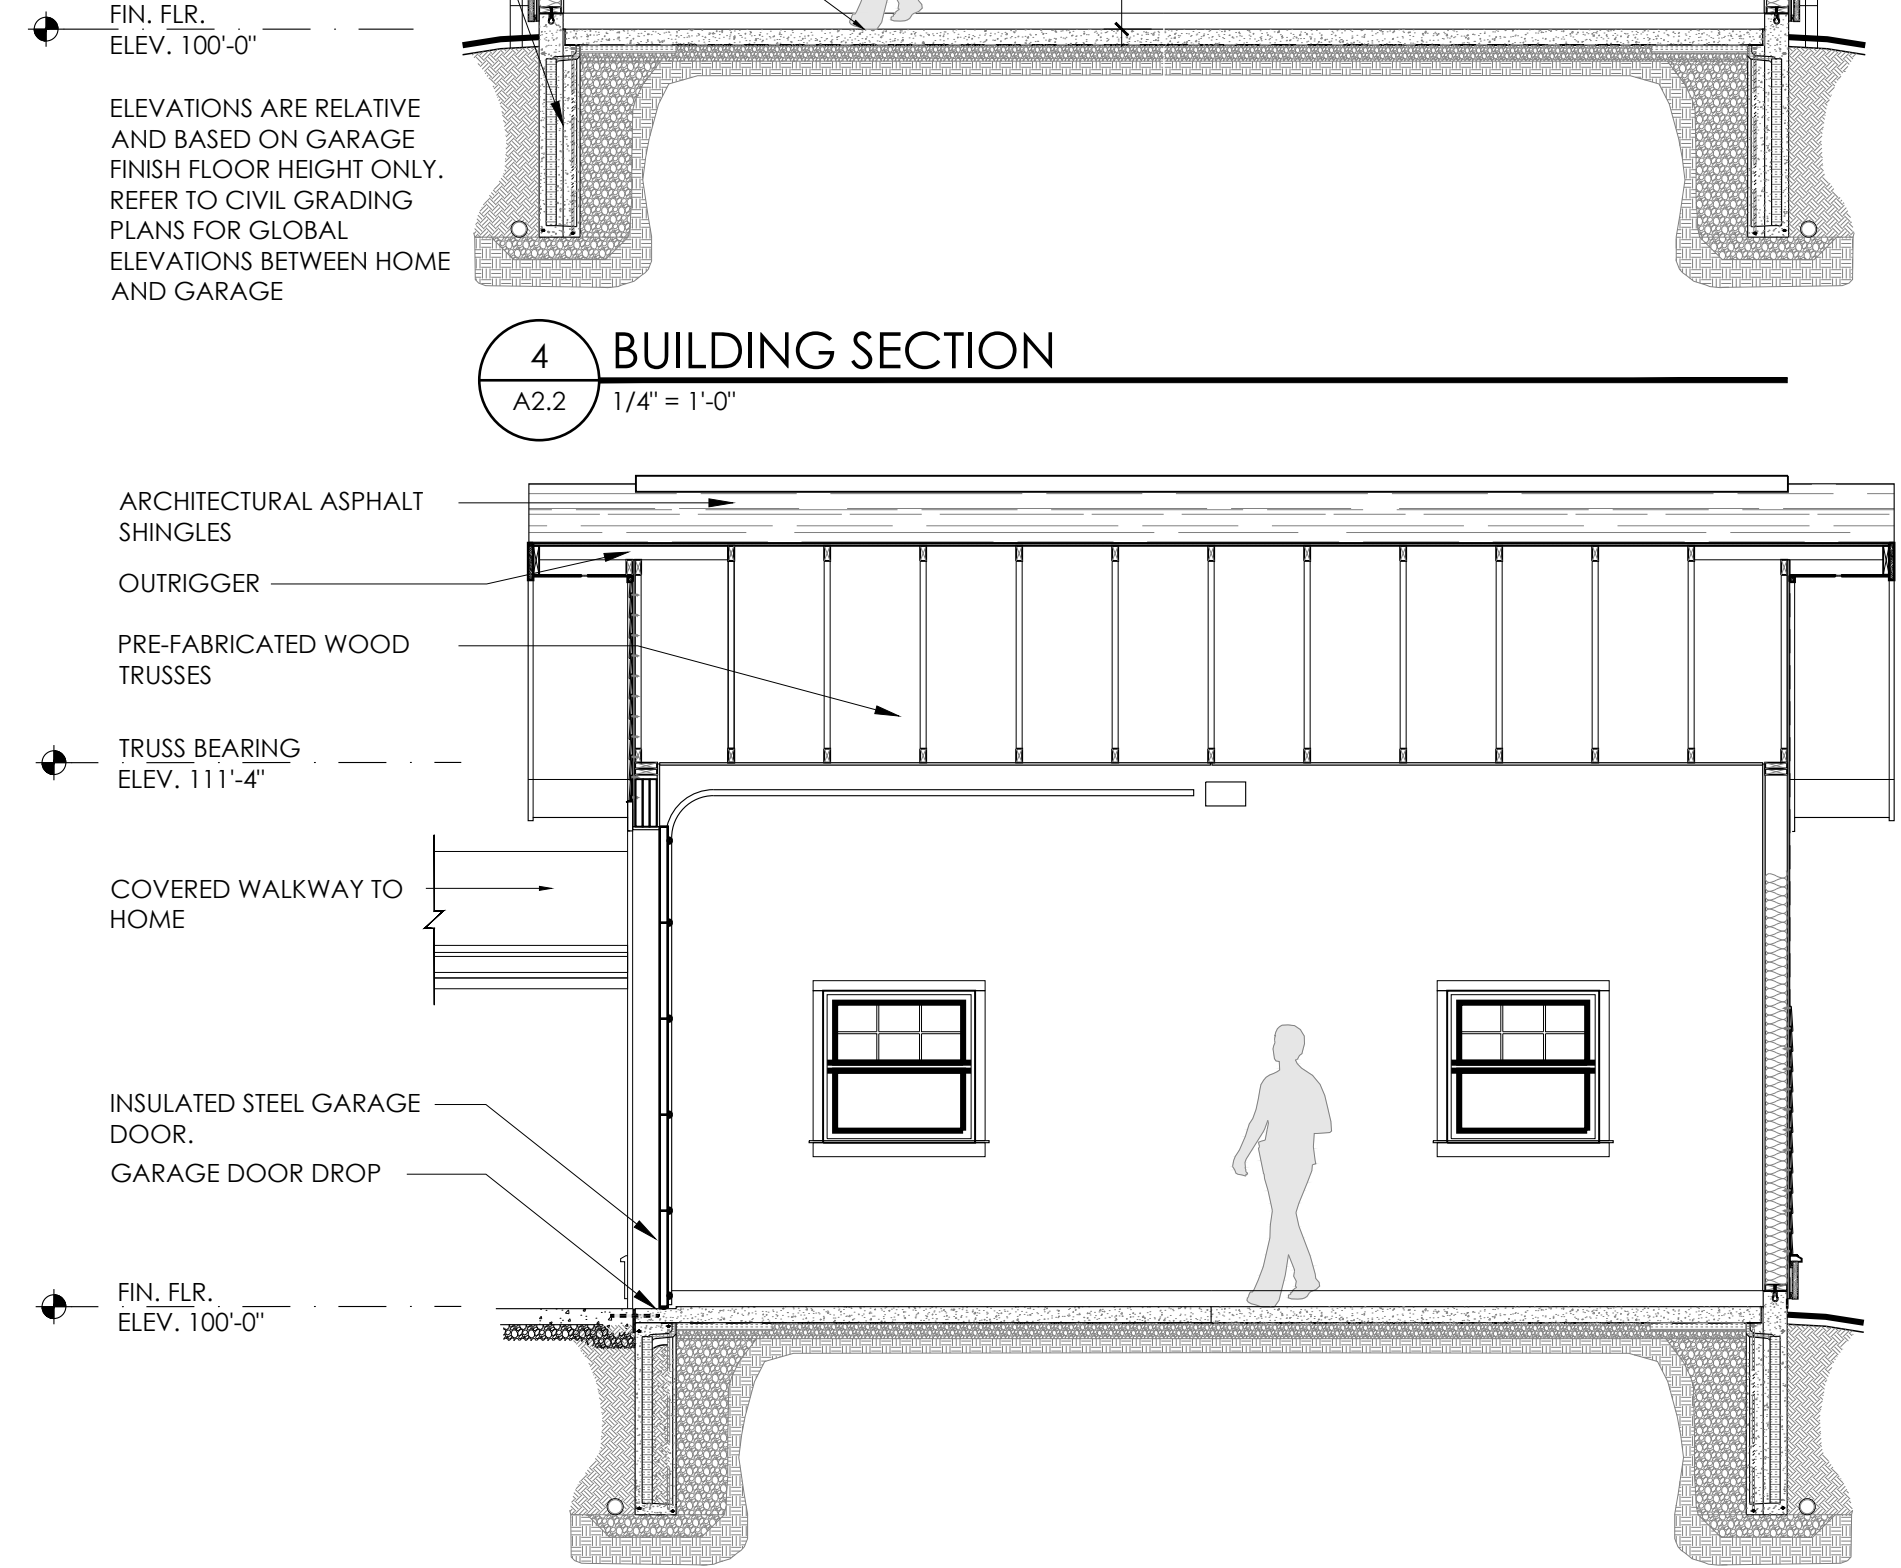 FIN. FLR.
ELEV. 100'-0"
ELEVATIONS ARE RELATIVE
AND BASED ON GARAGE
FINISH FLOOR HEIGHT ONLY.
REFER TO CIVIL GRADING
PLANS FOR GLOBAL
ELEVATIONS BETWEEN HOME
AND GARAGE
4
BUILDING SECTION
A2.2
1/4" = 1'-0"
ARCHITECTURAL ASPHALT
SHINGLES
OUTRIGGER
PRE-FABRICATED WOOD
TRUSSES
TRUSS BEARING
ELEV. 111'-4"
COVERED WALKWAY TO
HOME
INSULATED STEEL GARAGE
DOOR.
GARAGE DOOR DROP
FIN. FLR.
ELEV. 100'-0"